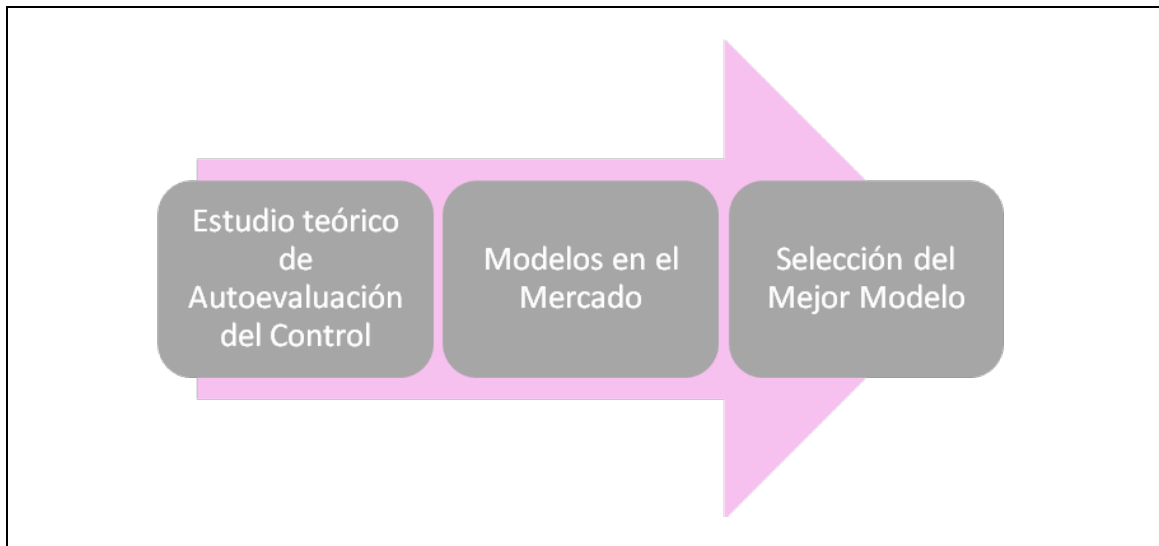 Estudio teórico
de
Autoevaluación
del Control
Modelos en el
Mercado
Selección del
Mejor Modelo